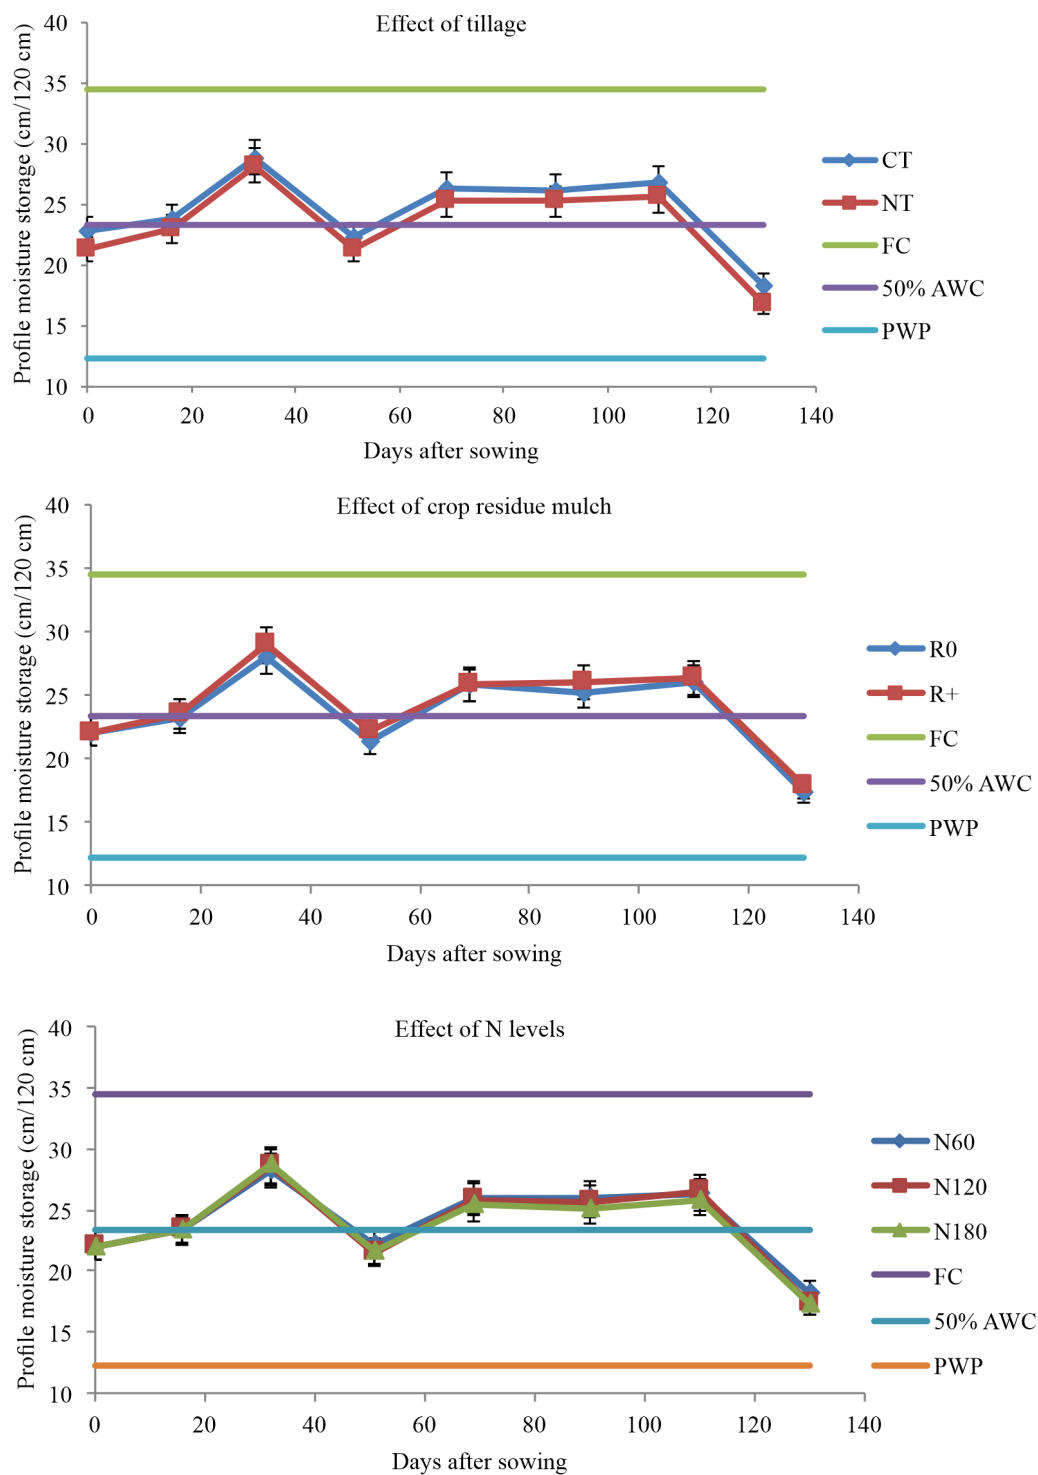 Effect of tillage
Profile moisture storage (cm/120 cm)
40
35
30
25
20
15
10
0 20 40 60 80 100 120 140
Days after sowing
CT
NT
FC
50% AWC
PWP
Effect of crop residue mulch
Profile moisture storage (cm/120 cm)
40
35
30
25
20
15
10
0 20 40 60 80 100 120 140
Days after sowing
R0
R+
FC
50% AWC
PWP
Effect of N levels
Profile moisture storage (cm/120 cm)
40
35
30
25
20
15
10
0 20 40 60 80 100 120 140
Days after sowing
N60
N120
N180
FC
50% AWC
PWP